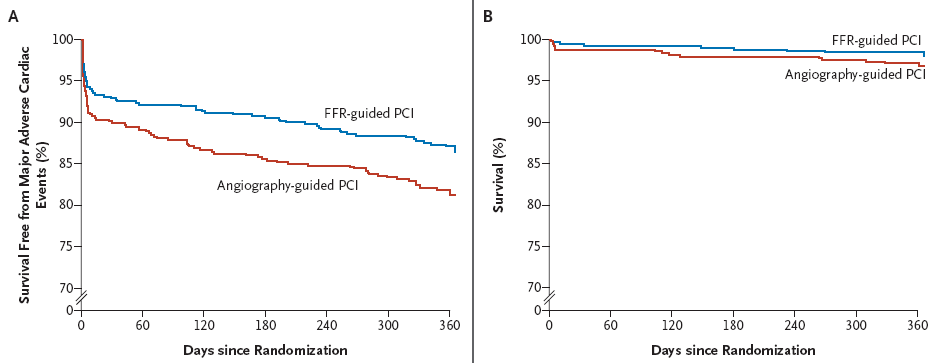 A
Survival Free from Major Adverse Cardiac
Events (%)
100
95
90
85
80
75
70
0
FFR-guided PCI
Angiography-guided PCI
0 60 120 180 240 300 360
Days since Randomization
B
Survival (%)
100
95
90
85
80
75
70
0
FFR-guided PCI
Angiography-guided PCI
0 60 120 180 240 300 360
Days since Randomization